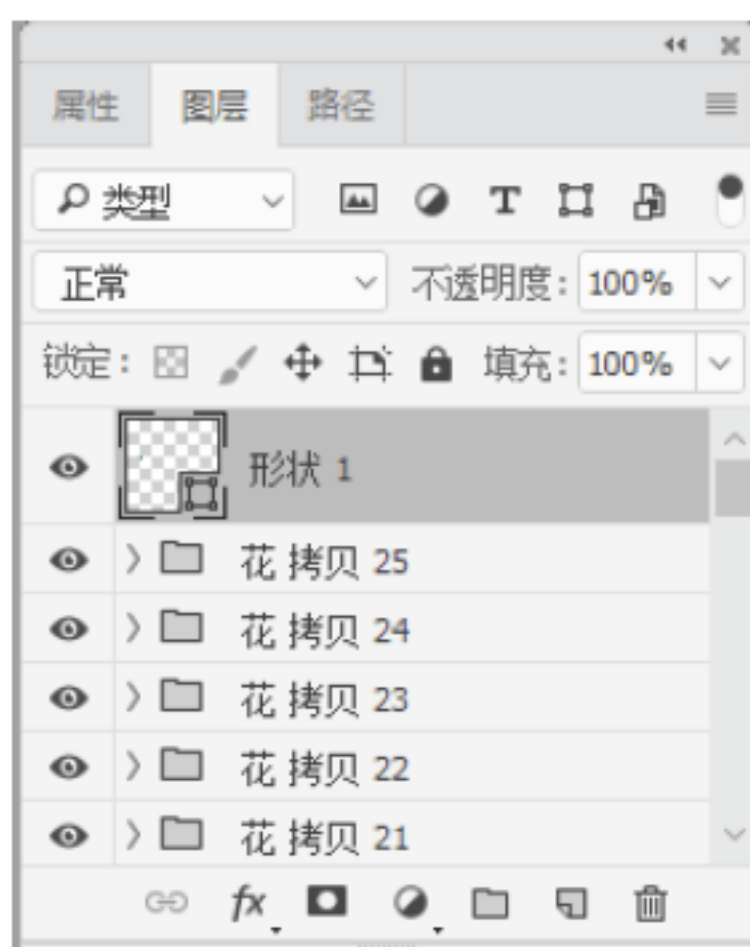 属性 图层 路径
类型 T
正常 不透明度: 100%
锁定: 填充: 100%
形状 1
花 拷贝 25
花 拷贝 24
花 拷贝 23
花 拷贝 22
花 拷贝 21
fx